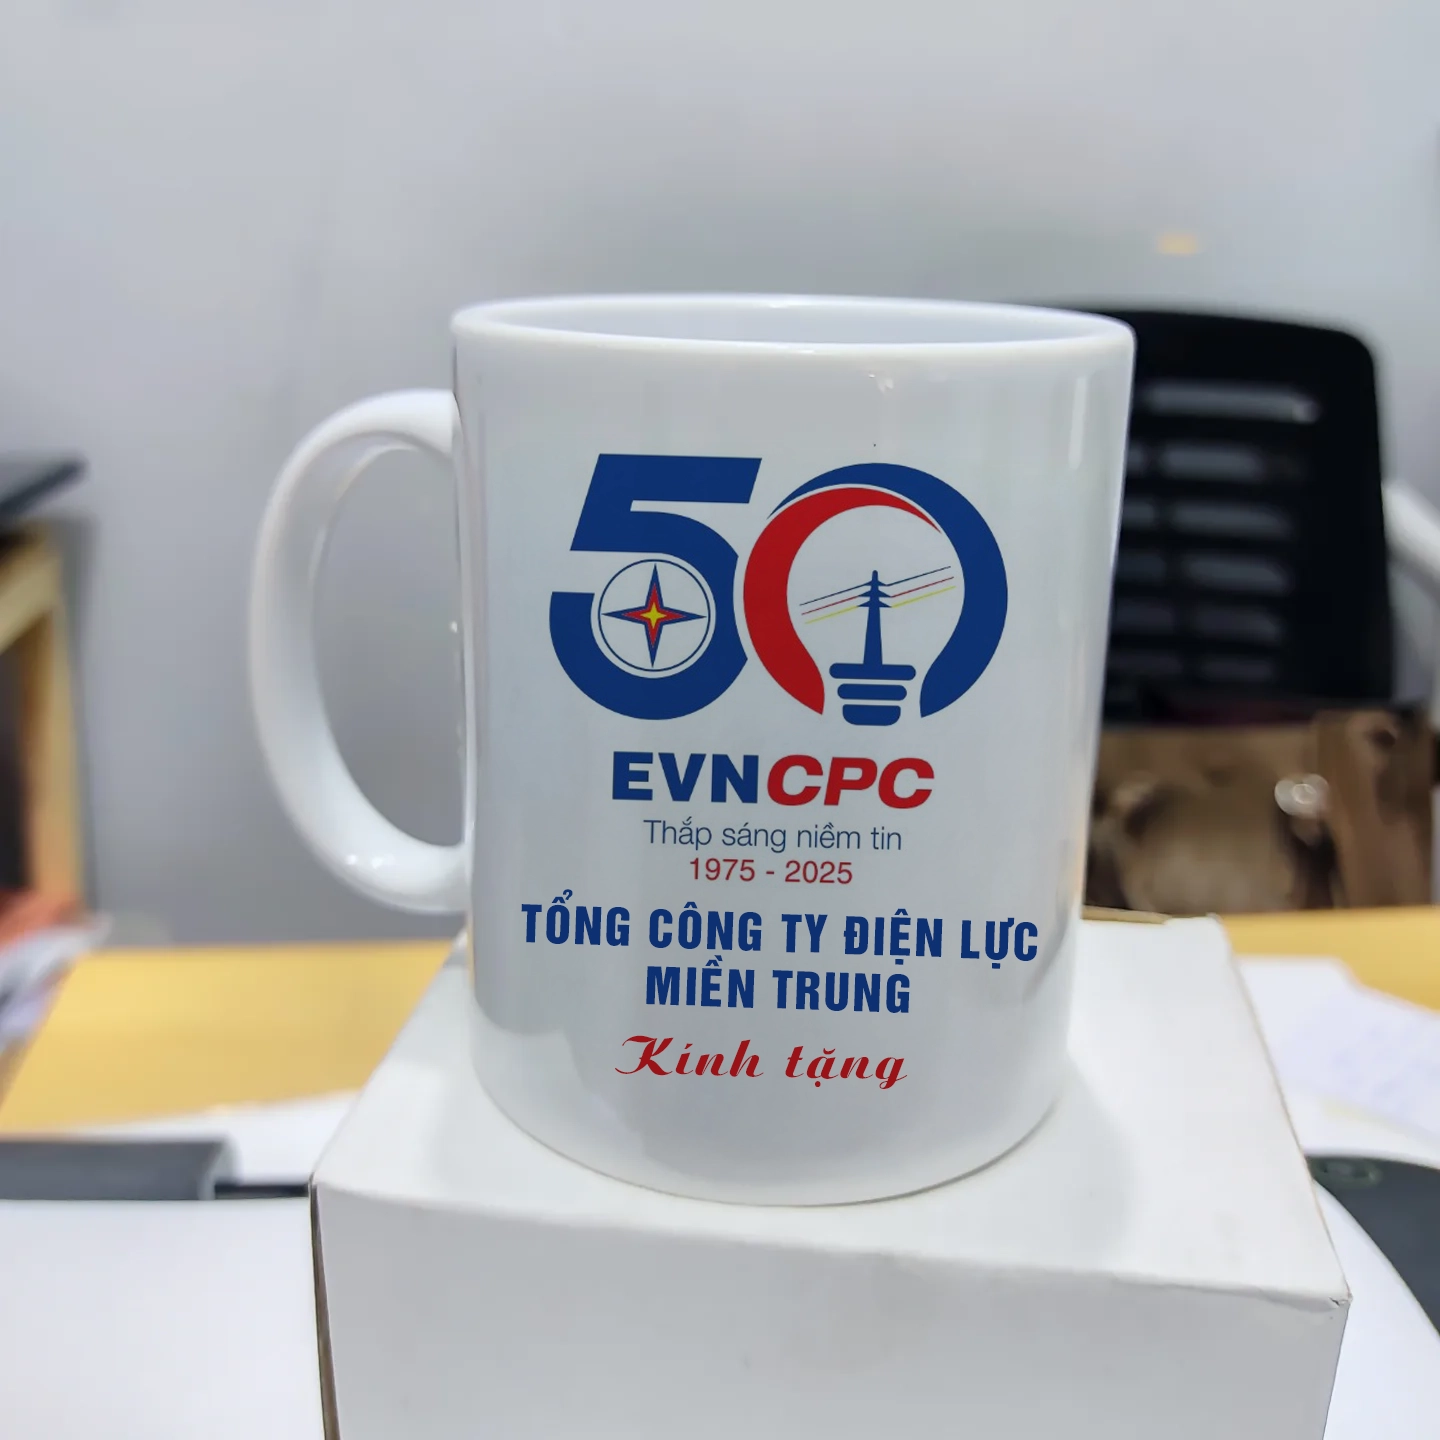 50
EVNCPC
Thắp sáng niềm tin
1975 - 2025
TỔNG CÔNG TY ĐIỆN LỰC
MIỀN TRUNG
Kính tặng